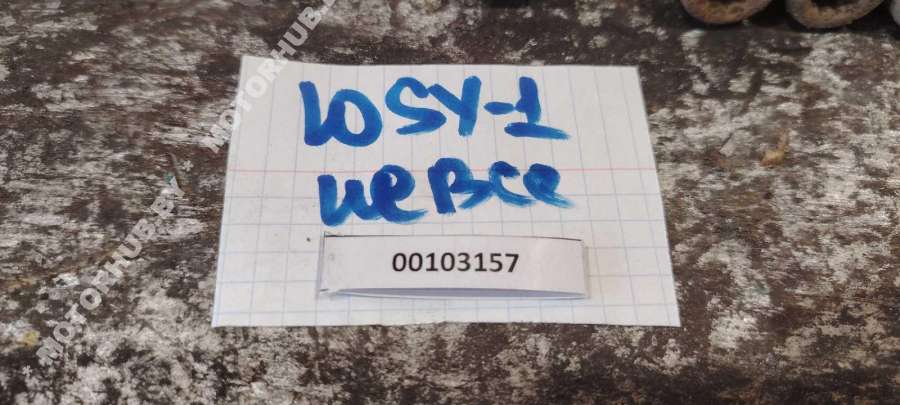 MOTORHUB.BY * MOTORHUB.BY
10SY-1
не все
00103157